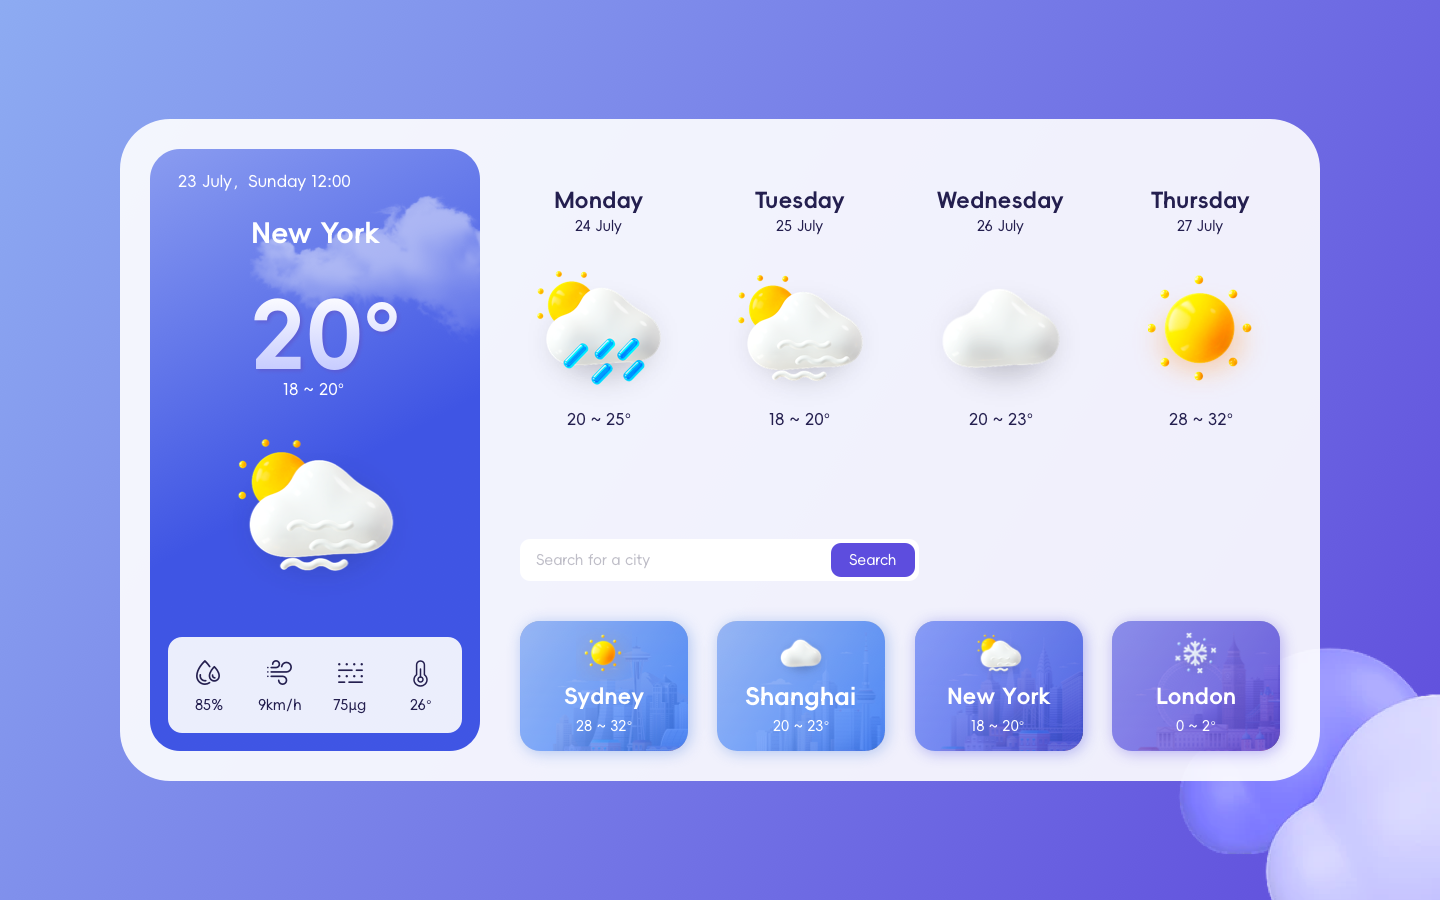 23 July, Sunday 12:00
New York
20°
18 ~ 20°
85%
9km/h
75µg
26°
Monday
24 July
20 ~ 25°
Tuesday
25 July
18 ~ 20°
Wednesday
26 July
20 ~ 23°
Thursday
27 July
28 ~ 32°
Search for a city
Search
Sydney
28 ~ 32°
Shanghai
20 ~ 23°
New York
18 ~ 20°
London
0 ~ 2°